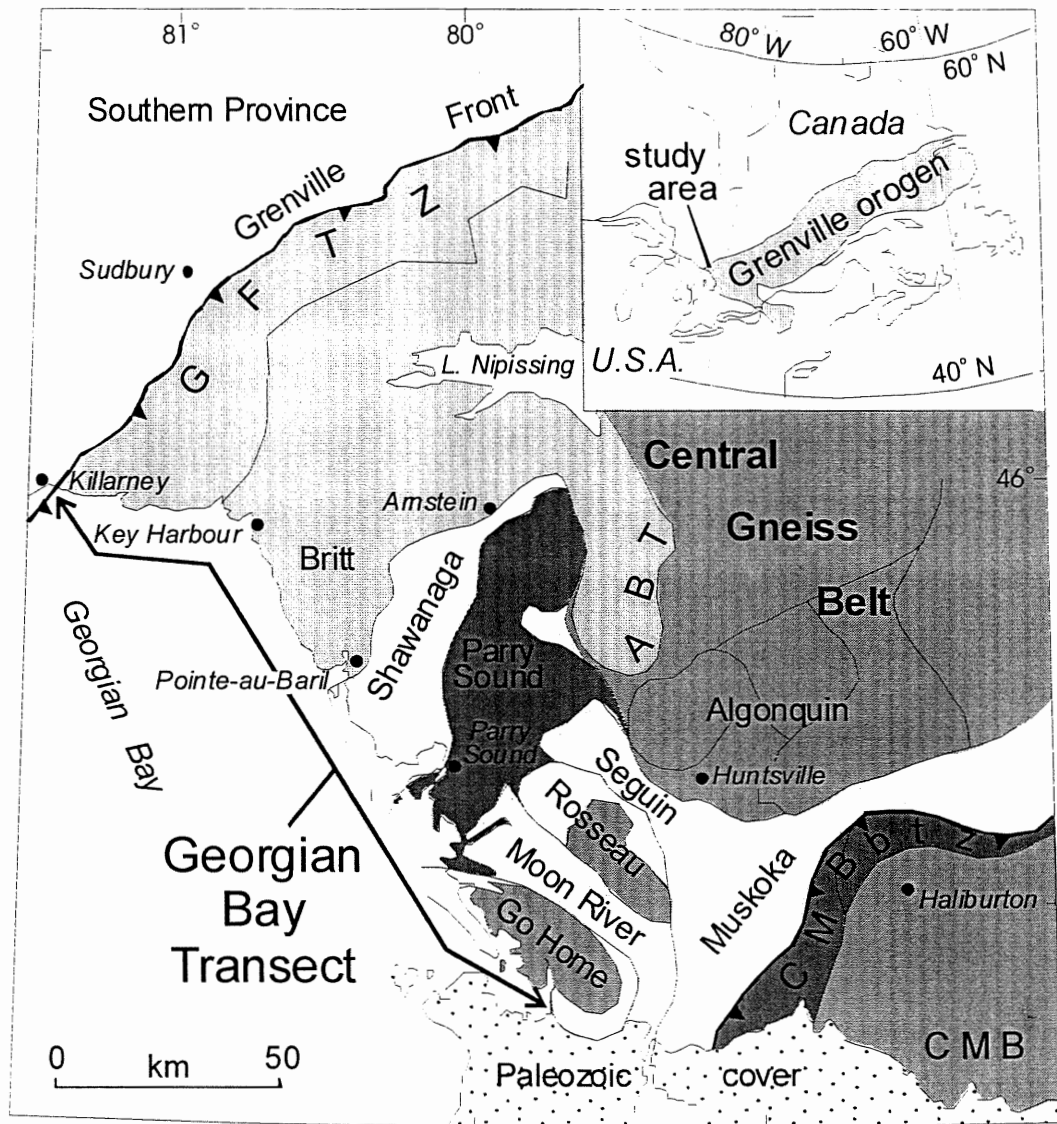 81°
80°
80° W
60° W
60° N
Southern Province
Front
Canada
study
area
Grenville
Grenville orogen
Sudbury
G F T Z
L. Nipissing
U.S.A.
40° N
Central
46°
Killarney
Arnstein
Key Harbour
Gneiss
Britt
A B T
Belt
Shawanaga
Georgian Bay
Parry
Sound
Pointe-au-Baril
Algonquin
Parry
Sound
Huntsville
Seguin
Rosseau
Georgian
Bay
Transect
Moon River
Muskoka
C M B b t z
Haliburton
Go Home
C M B
0
50
km
Paleozoic
cover